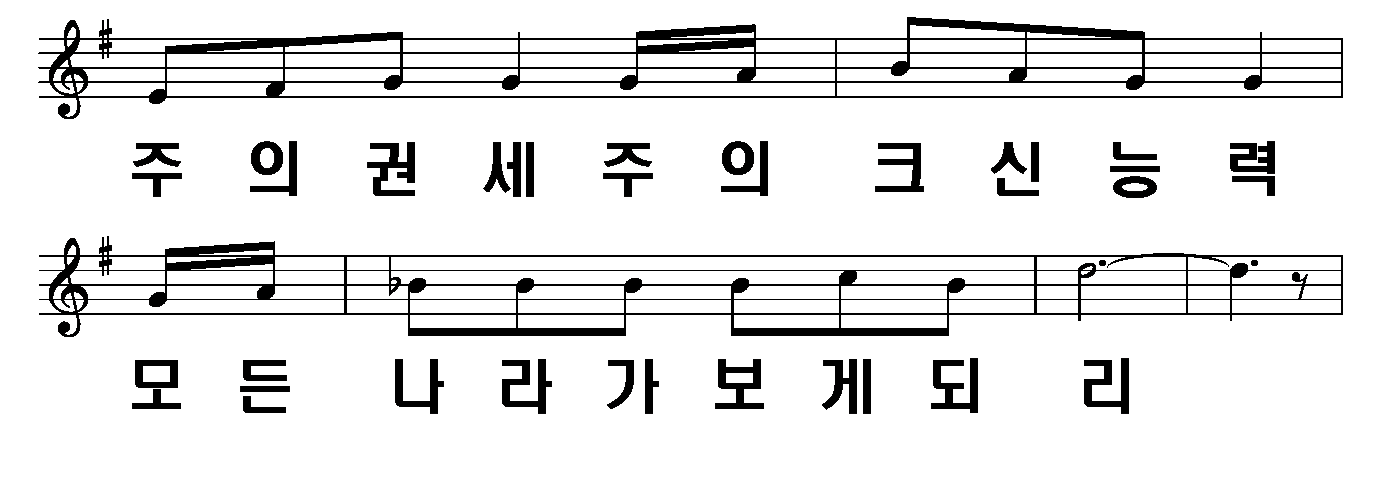 주 의 권 세 주 의 크 신 능 력
모 든 나 라 가 보 게 되 리